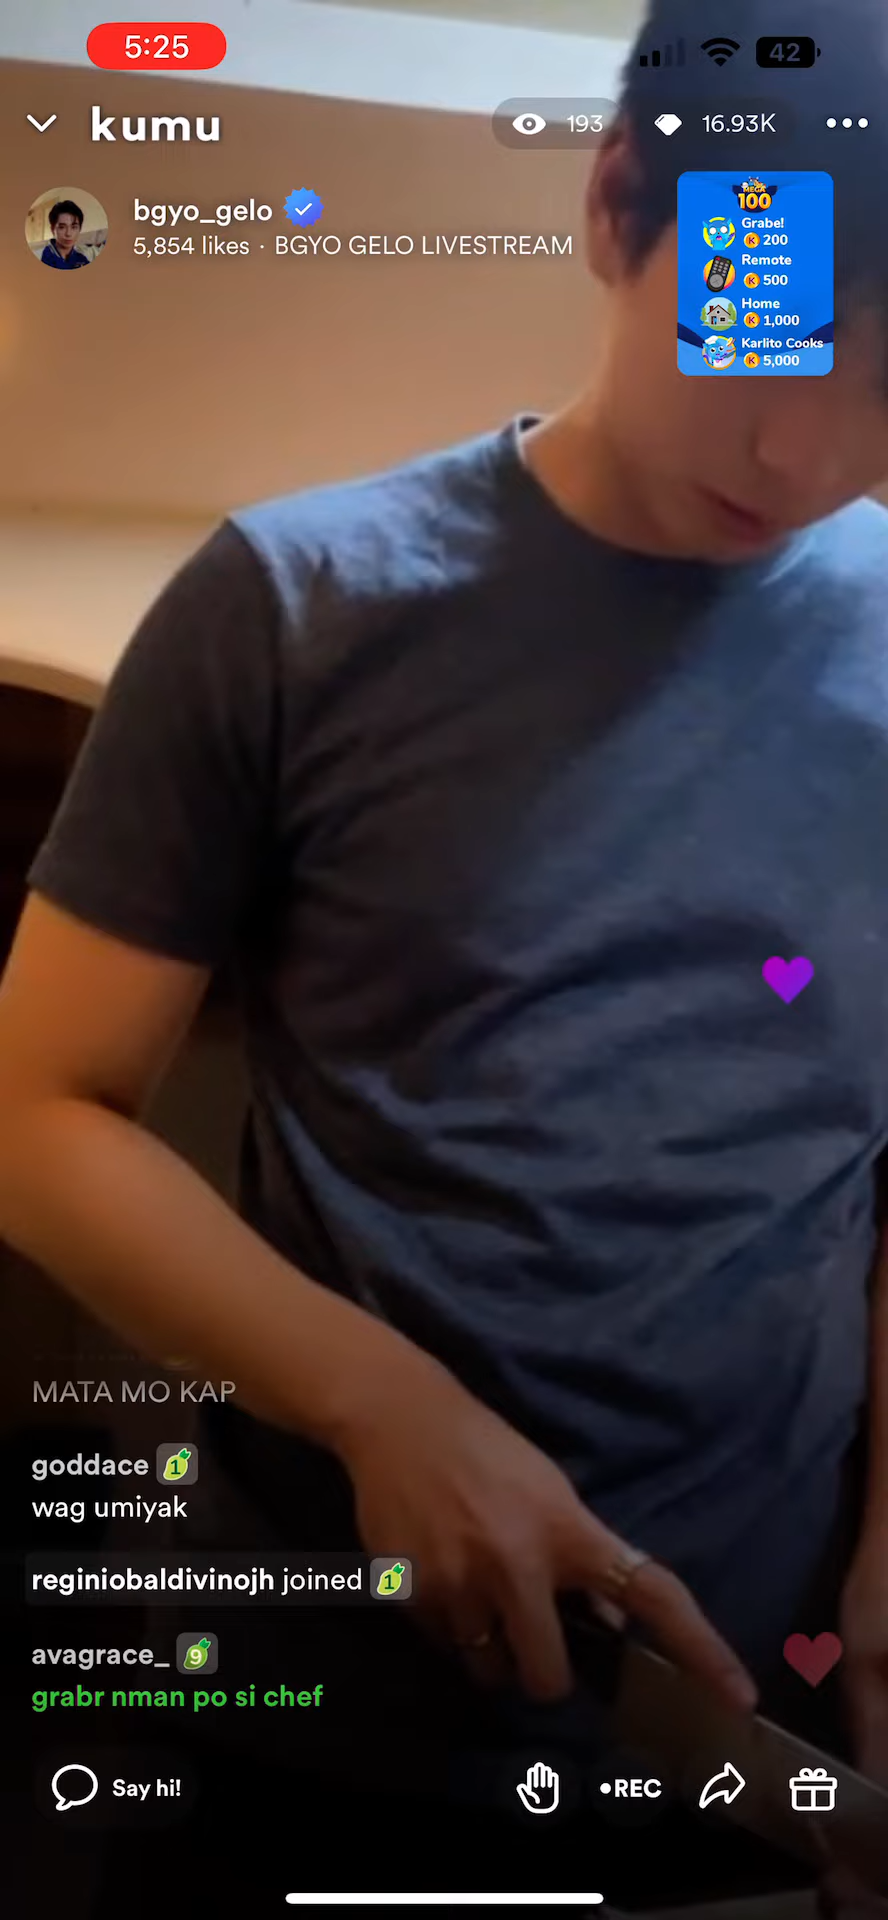 5:25
42
kumu
193
16.93K
bgyo_gelo
5,854 likes · BGYO GELO LIVESTREAM
MEGA
100
Grabe!
K 200
Remote
K 500
Home
K 1,000
Karlito Cooks
K 5,000
MATA MO KAP
goddace 1
wag umiyak
reginiobaldivinojh joined 1
avagrace_ 9
grabr nman po si chef
Say hi!
•REC